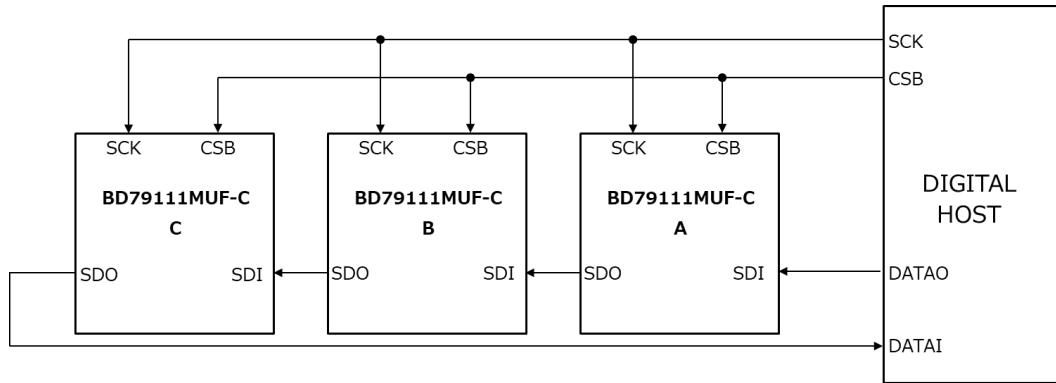 SCK
CSB
SCK CSB
BD79111MUF-C
C
SDO SDI
SCK CSB
BD79111MUF-C
B
SDO SDI
SCK CSB
BD79111MUF-C
A
SDO SDI
DIGITAL
HOST
DATAO
DATAI